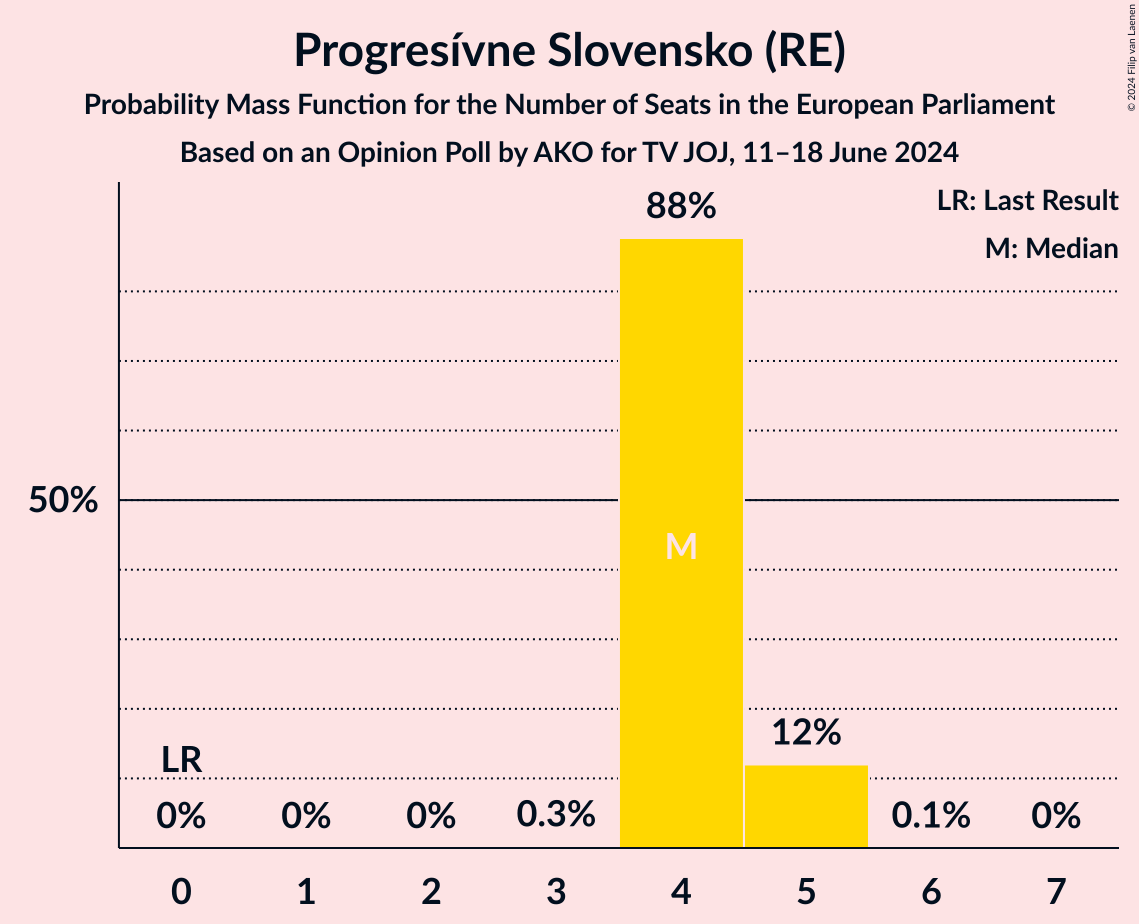 Progresívne Slovensko (RE)
Probability Mass Function for the Number of Seats in the European Parliament
Based on an Opinion Poll by AKO for TV JOJ, 11–18 June 2024
© 2024 Filip van Laenen
LR: Last Result
M: Median
88%
50%
M
12%
LR
0%
0%
0%
0.3%
0.1%
0%
0
1
2
3
4
5
6
7